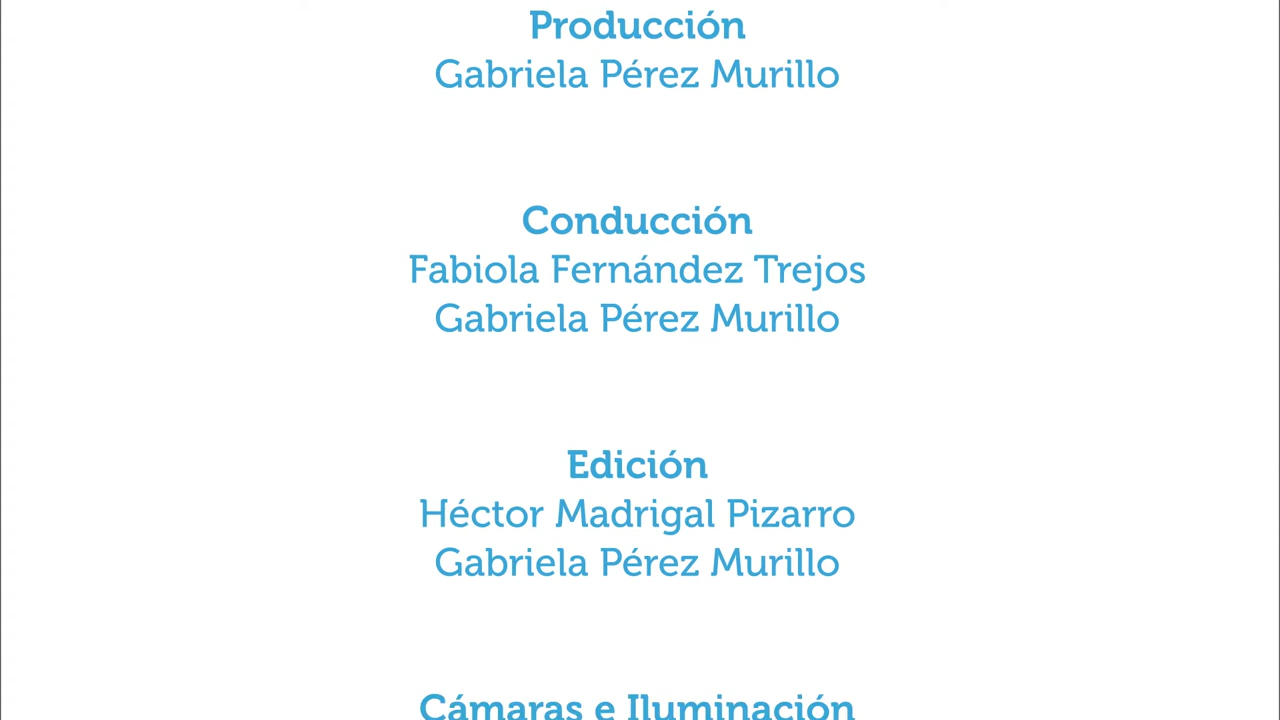 Producción
Gabriela Pérez Murillo
Conducción
Fabiola Fernández Trejos
Gabriela Pérez Murillo
Edición
Héctor Madrigal Pizarro
Gabriela Pérez Murillo
Cámaras e Iluminación